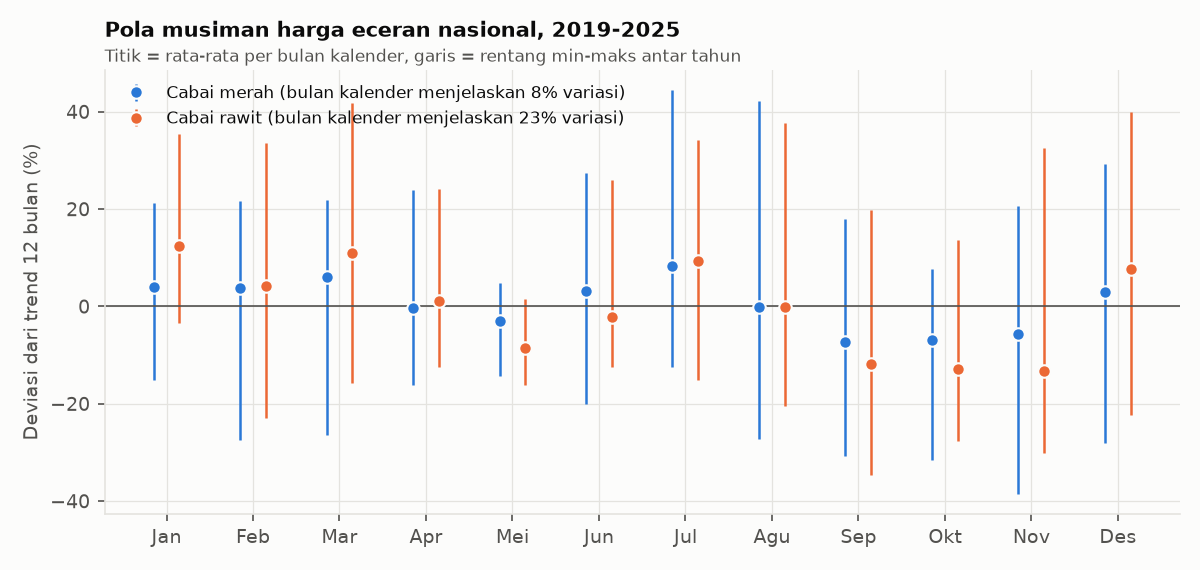 Pola musiman harga eceran nasional, 2019-2025
Titik = rata-rata per bulan kalender, garis = rentang min-maks antar tahun
Cabai merah (bulan kalender menjelaskan 8% variasi)
Cabai rawit (bulan kalender menjelaskan 23% variasi)
Deviasi dari trend 12 bulan (%)
40
20
0
−20
−40
Jan Feb Mar Apr Mei Jun Jul Agu Sep Okt Nov Des